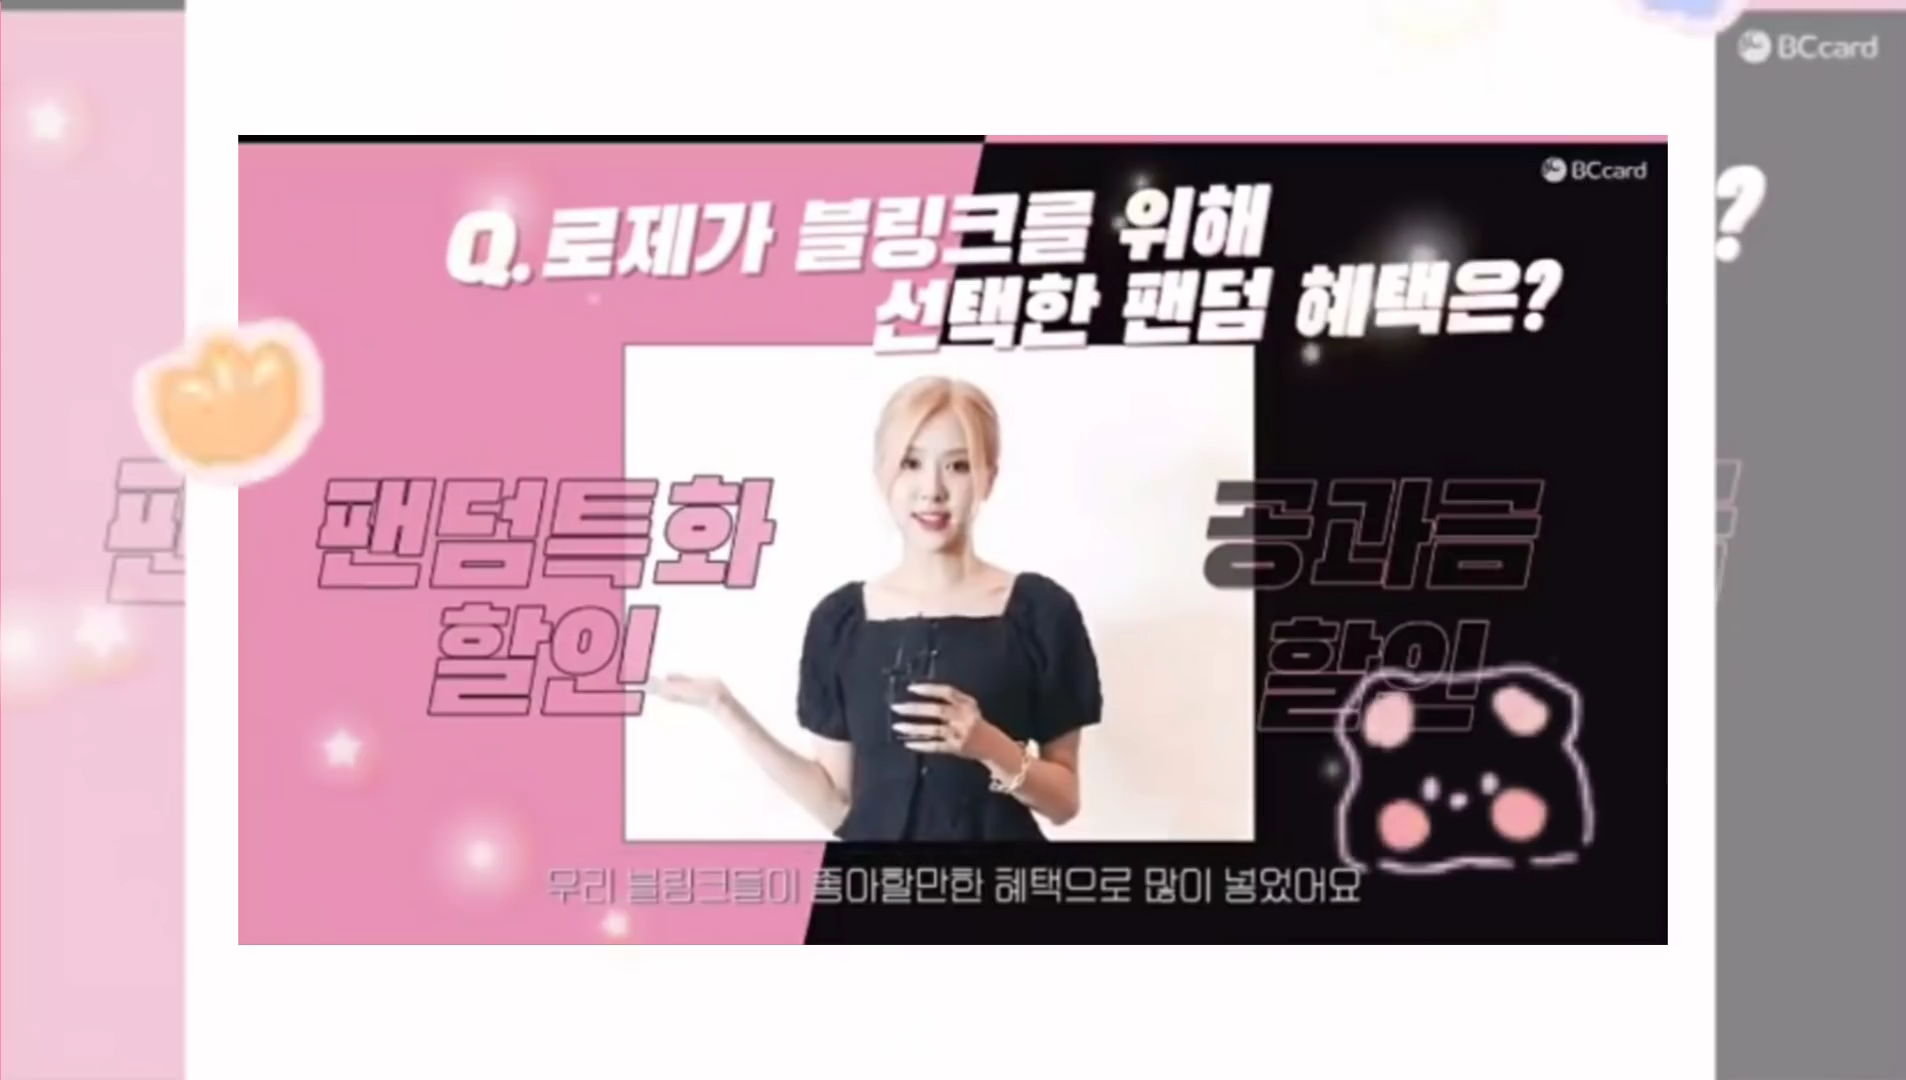 BCcard
BCcard
Q. 로제가 블링크를 위해
선택한 팬덤 혜택은?
?
팬덤특화
할인
공과금
할인
팬
우리 블링크들이 좋아할만한 혜택으로 많이 넣었어요